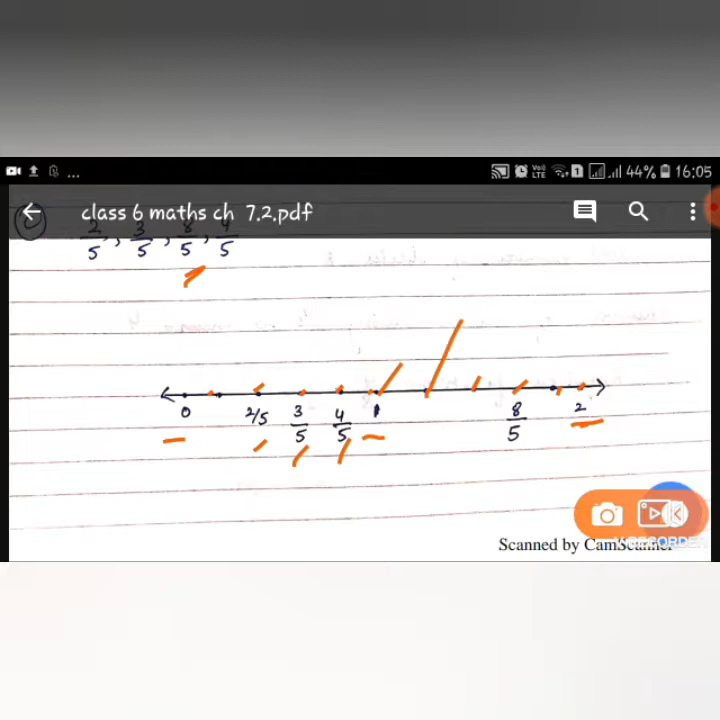 ... 44% 16:05
class 6 maths ch 7.2.pdf
2/5, 3/5, 8/5, 4/5
0 2/5 3/5 4/5 1 8/5 2
Scanned by CamScanner